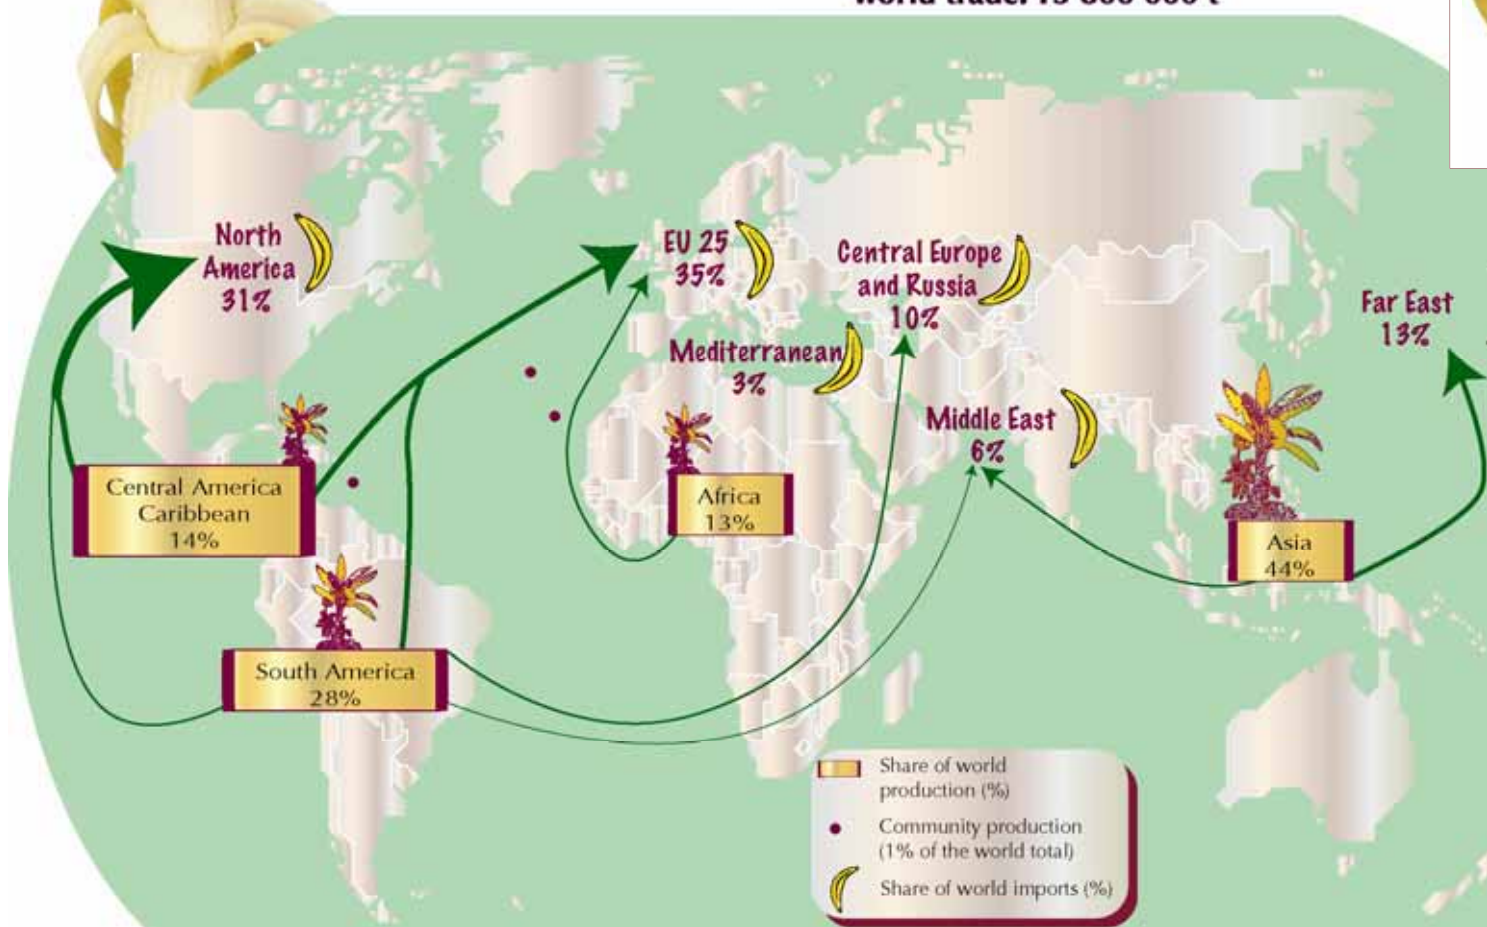 North
America
31%
EU 25
35%
Central Europe
and Russia
10%
Mediterranean
3%
Middle East
6%
Far East
13%
Central America
Caribbean
14%
Africa
13%
Asia
44%
South America
28%
Share of world
production (%)
Community production
(1% of the world total)
Share of world imports (%)